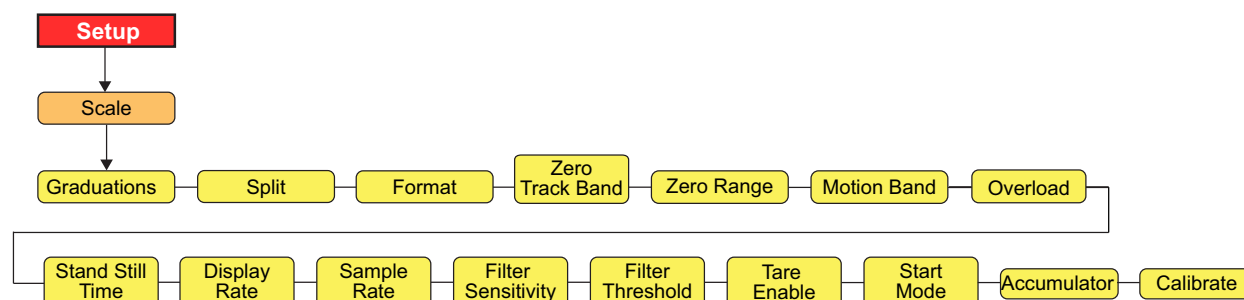 Setup
Scale
Graduations
Split
Format
Zero
Track Band
Zero Range
Motion Band
Overload
Stand Still
Time
Display
Rate
Sample
Rate
Filter
Sensitivity
Filter
Threshold
Tare
Enable
Start
Mode
Accumulator
Calibrate